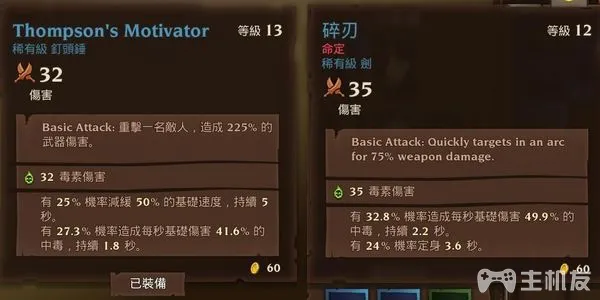 Thompson's Motivator
等級 13
稀有級 釘頭錘
32
傷害
Basic Attack: 重擊一名敵人，造成 225% 的
武器傷害。
32 毒素傷害
有 25% 機率減緩 50% 的基礎速度，持續 5
秒。
有 27.3% 機率造成每秒基礎傷害 41.6% 的
中毒，持續 1.8 秒。
60
已裝備
碎刃
等級 12
命定
稀有級 劍
35
傷害
Basic Attack: Quickly targets in an arc
for 75% weapon damage.
35 毒素傷害
有 32.8% 機率造成每秒基礎傷害 49.9% 的
中毒，持續 2.2 秒。
有 24% 機率定身 3.6 秒。
60
主机友